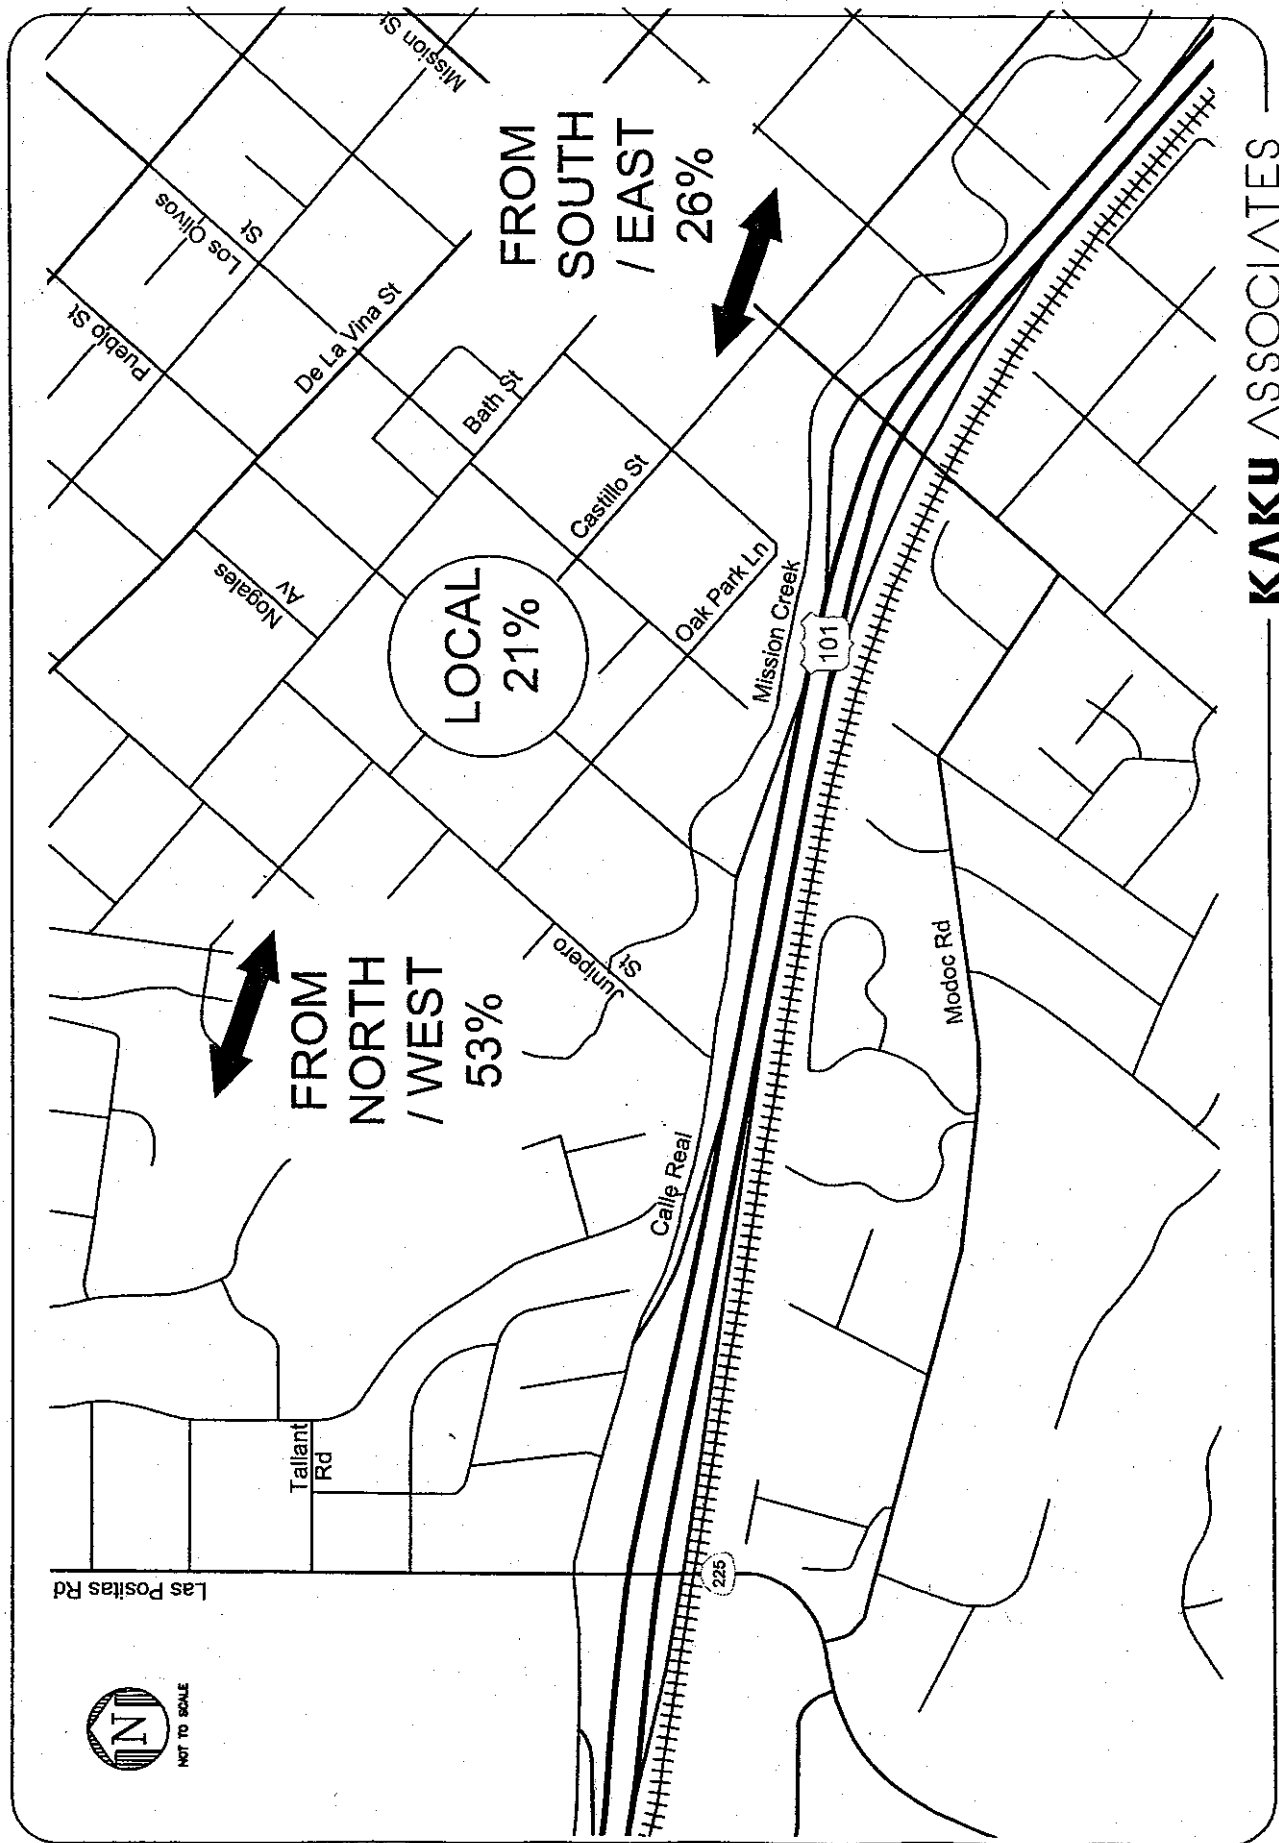 N
NOT TO SCALE
Las Positas Rd
Tallant
Rd
FROM
NORTH
/ WEST
53%
Junipero
St
Calle Real
225
Modoc Rd
LOCAL
21%
Nogales
Av
Pueblo St
Los Olivos
St
De La Vina St
Mission St
Bath St
Castillo St
Oak Park Ln
Mission Creek
101
FROM
SOUTH
/ EAST
26%
KAKU ASSOCIATES